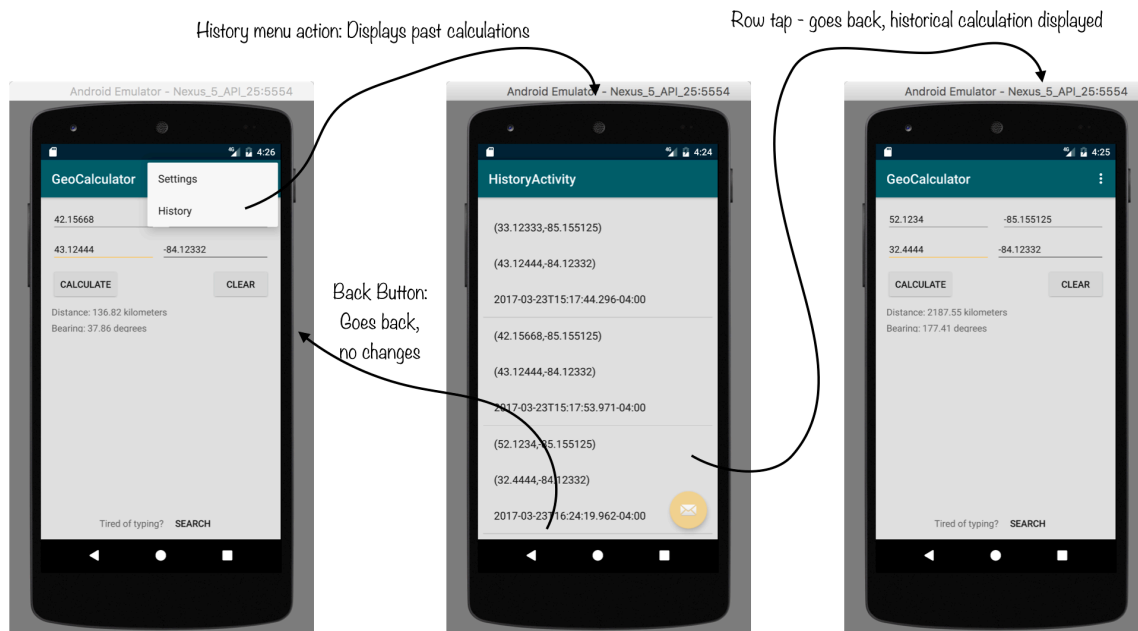 History menu action: Displays past calculations
Row tap - goes back, historical calculation displayed
Android Emulator - Nexus_5_API_25:5554
4G 4:26
GeoCalculator
Settings
History
42.15668
43.12444 -84.12332
CALCULATE CLEAR
Distance: 136.82 kilometers
Bearing: 37.86 degrees
Tired of typing? SEARCH
Back Button:
Goes back,
no changes
Android Emulator - Nexus_5_API_25:5554
4G 4:24
HistoryActivity
(33.12333,-85.155125)
(43.12444,-84.12332)
2017-03-23T15:17:44.296-04:00
(42.15668,-85.155125)
(43.12444,-84.12332)
2017-03-23T15:17:53.971-04:00
(52.1234,-85.155125)
(32.4444,-84.12332)
2017-03-23T16:24:19.962-04:00
Android Emulator - Nexus_5_API_25:5554
4G 4:25
GeoCalculator
52.1234 -85.155125
32.4444 -84.12332
CALCULATE CLEAR
Distance: 2187.55 kilometers
Bearing: 177.41 degrees
Tired of typing? SEARCH